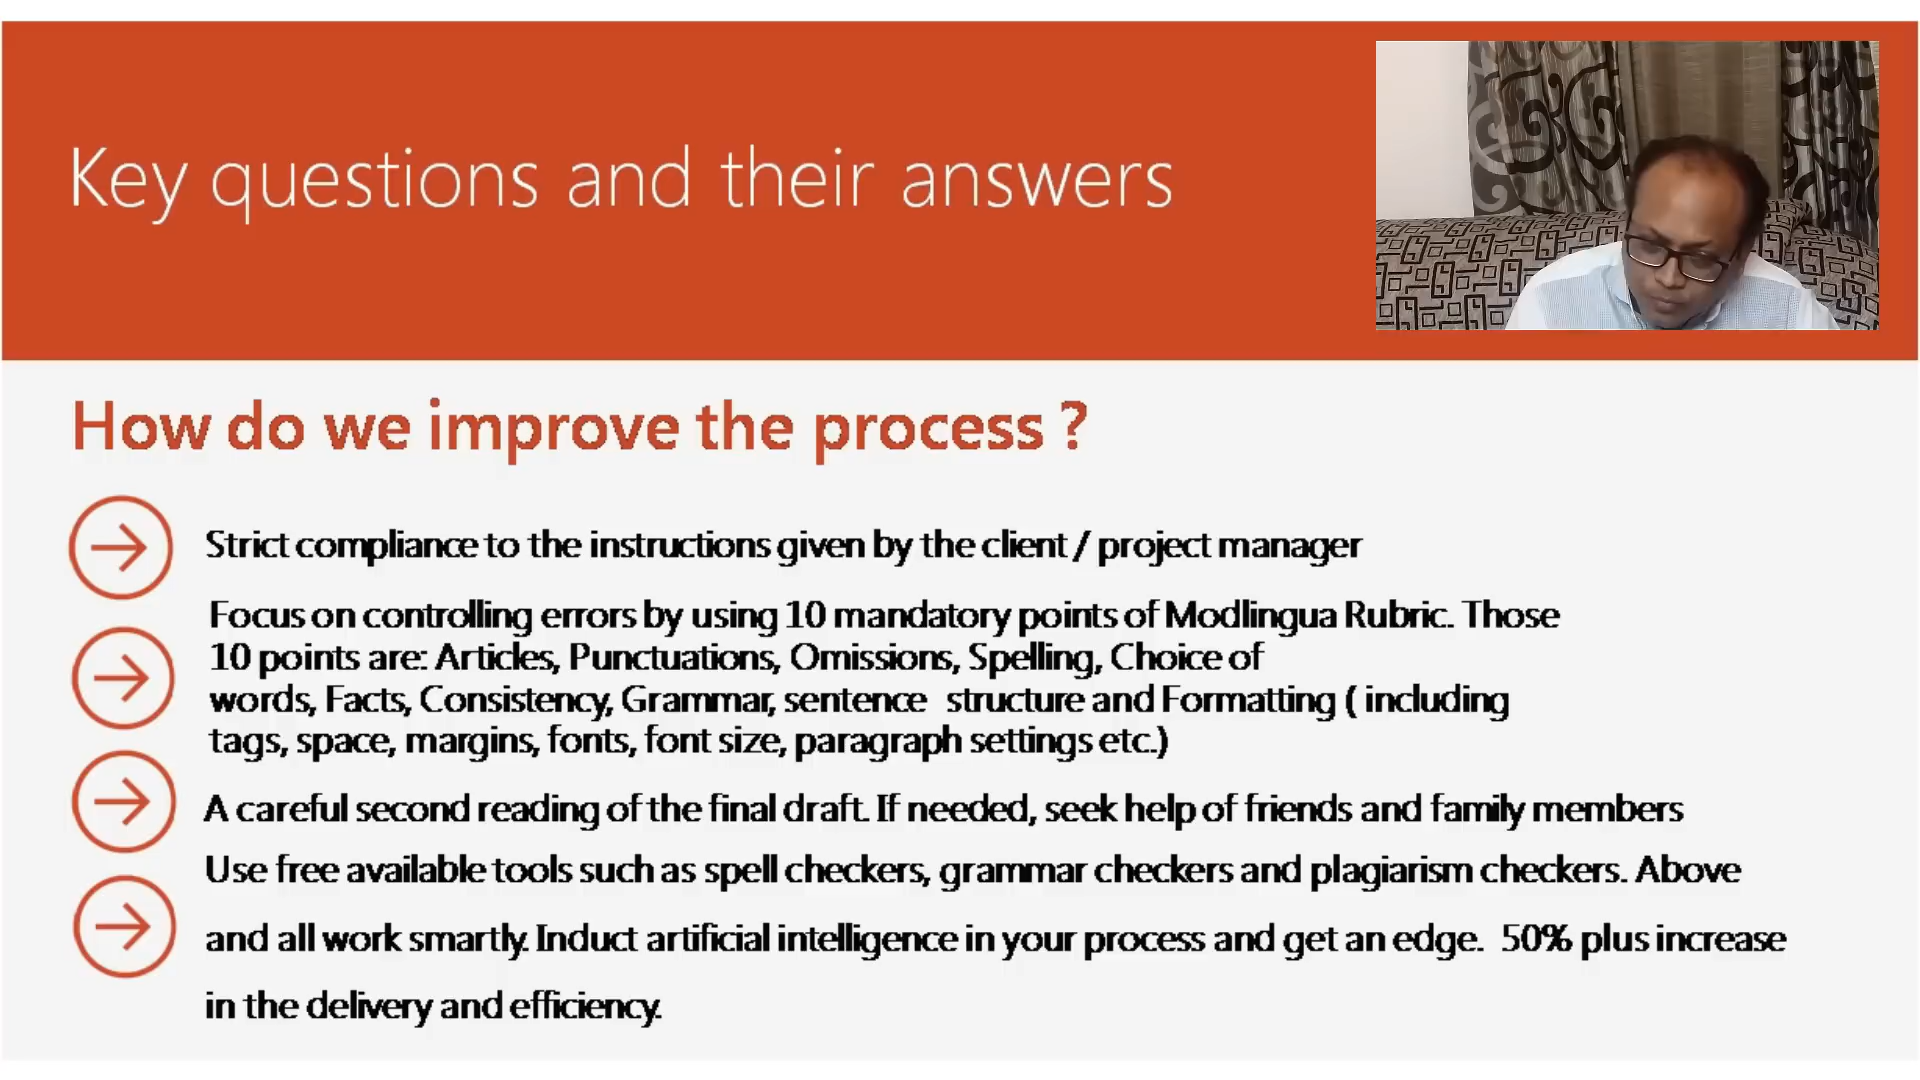 Key questions and their answers
How do we improve the process ?
Strict compliance to the instructions given by the client / project manager
Focus on controlling errors by using 10 mandatory points of Modlingua Rubric. Those
10 points are: Articles, Punctuations, Omissions, Spelling, Choice of
words, Facts, Consistency, Grammar, sentence structure and Formatting ( including
tags, space, margins, fonts, font size, paragraph settings etc.)
A careful second reading of the final draft. If needed, seek help of friends and family members
Use free available tools such as spell checkers, grammar checkers and plagiarism checkers. Above
and all work smartly. Induct artificial intelligence in your process and get an edge. 50% plus increase
in the delivery and efficiency.